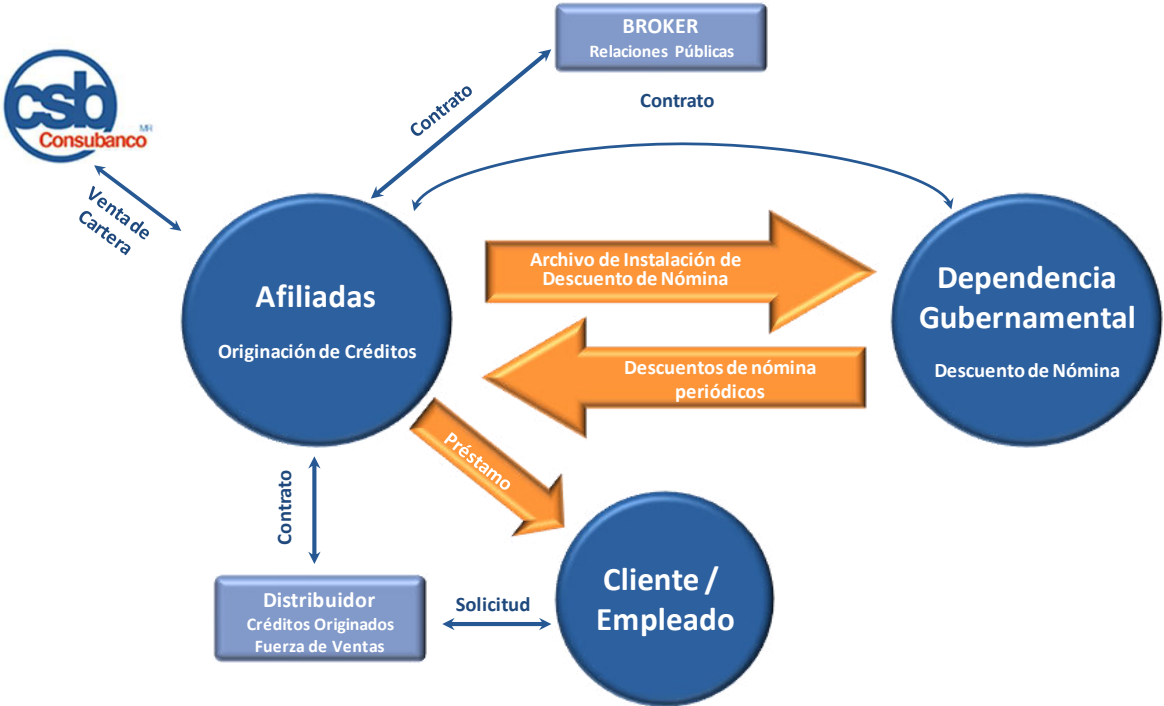 BROKER
Relaciones Públicas
csb
MR
Consubanco
Contrato
Contrato
Venta de
Cartera
Afiliadas
Originación de Créditos
Archivo de Instalación de
Descuento de Nómina
Descuentos de nómina
periódicos
Dependencia
Gubernamental
Descuento de Nómina
Préstamo
Contrato
Distribuidor
Créditos Originados
Fuerza de Ventas
Solicitud
Cliente /
Empleado